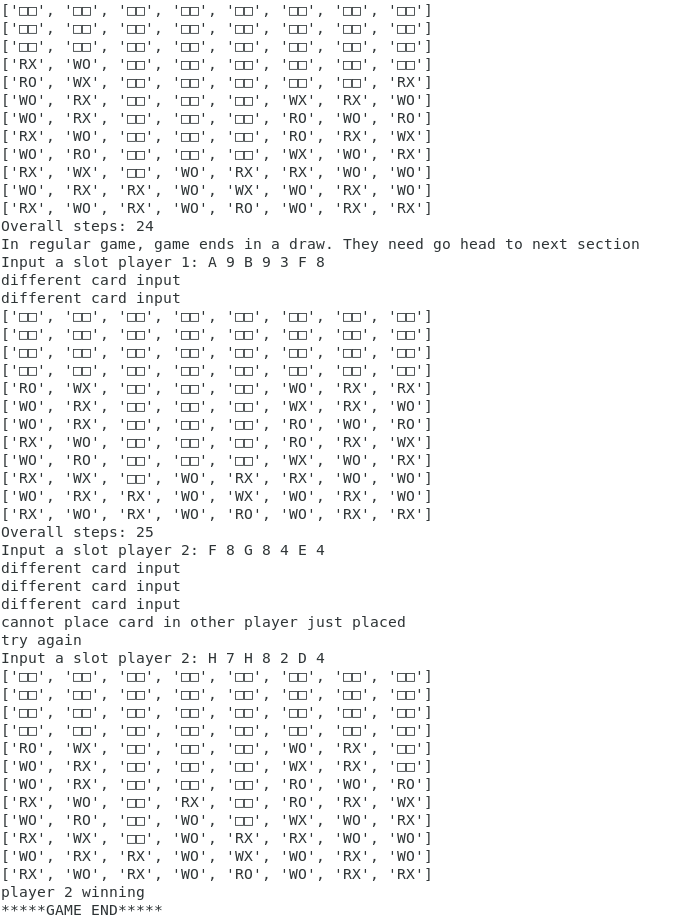 ['□□', '□□', '□□', '□□', '□□', '□□', '□□', '□□']
['□□', '□□', '□□', '□□', '□□', '□□', '□□', '□□']
['□□', '□□', '□□', '□□', '□□', '□□', '□□', '□□']
['RX', 'WO', '□□', '□□', '□□', '□□', '□□', '□□']
['RO', 'WX', '□□', '□□', '□□', '□□', '□□', 'RX']
['WO', 'RX', '□□', '□□', '□□', 'WX', 'RX', 'WO']
['WO', 'RX', '□□', '□□', '□□', 'RO', 'WO', 'RO']
['RX', 'WO', '□□', '□□', '□□', 'RO', 'RX', 'WX']
['WO', 'RO', '□□', '□□', '□□', 'WX', 'WO', 'RX']
['RX', 'WX', '□□', 'WO', 'RX', 'RX', 'WO', 'WO']
['WO', 'RX', 'RX', 'WO', 'WX', 'WO', 'RX', 'WO']
['RX', 'WO', 'RX', 'WO', 'RO', 'WO', 'RX', 'RX']
Overall steps: 24
In regular game, game ends in a draw. They need go head to next section
Input a slot player 1: A 9 B 9 3 F 8
different card input
different card input
['□□', '□□', '□□', '□□', '□□', '□□', '□□', '□□']
['□□', '□□', '□□', '□□', '□□', '□□', '□□', '□□']
['□□', '□□', '□□', '□□', '□□', '□□', '□□', '□□']
['□□', '□□', '□□', '□□', '□□', '□□', '□□', '□□']
['RO', 'WX', '□□', '□□', '□□', 'WO', 'RX', 'RX']
['WO', 'RX', '□□', '□□', '□□', 'WX', 'RX', 'WO']
['WO', 'RX', '□□', '□□', '□□', 'RO', 'WO', 'RO']
['RX', 'WO', '□□', '□□', '□□', 'RO', 'RX', 'WX']
['WO', 'RO', '□□', '□□', '□□', 'WX', 'WO', 'RX']
['RX', 'WX', '□□', 'WO', 'RX', 'RX', 'WO', 'WO']
['WO', 'RX', 'RX', 'WO', 'WX', 'WO', 'RX', 'WO']
['RX', 'WO', 'RX', 'WO', 'RO', 'WO', 'RX', 'RX']
Overall steps: 25
Input a slot player 2: F 8 G 8 4 E 4
different card input
different card input
different card input
cannot place card in other player just placed
try again
Input a slot player 2: H 7 H 8 2 D 4
['□□', '□□', '□□', '□□', '□□', '□□', '□□', '□□']
['□□', '□□', '□□', '□□', '□□', '□□', '□□', '□□']
['□□', '□□', '□□', '□□', '□□', '□□', '□□', '□□']
['□□', '□□', '□□', '□□', '□□', '□□', '□□', '□□']
['RO', 'WX', '□□', '□□', '□□', 'WO', 'RX', '□□']
['WO', 'RX', '□□', '□□', '□□', 'WX', 'RX', '□□']
['WO', 'RX', '□□', '□□', '□□', 'RO', 'WO', 'RO']
['RX', 'WO', '□□', 'RX', '□□', 'RO', 'RX', 'WX']
['WO', 'RO', '□□', 'WO', '□□', 'WX', 'WO', 'RX']
['RX', 'WX', '□□', 'WO', 'RX', 'RX', 'WO', 'WO']
['WO', 'RX', 'RX', 'WO', 'WX', 'WO', 'RX', 'WO']
['RX', 'WO', 'RX', 'WO', 'RO', 'WO', 'RX', 'RX']
player 2 winning
*****GAME END*****